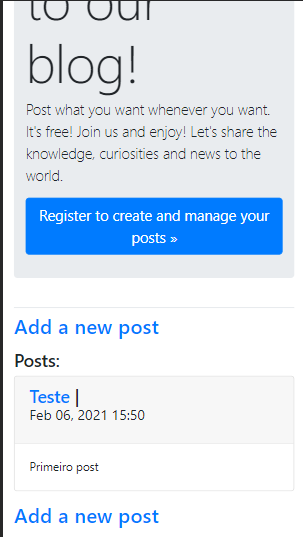 to our
blog!
Post what you want whenever you want.
It's free! Join us and enjoy! Let's share the
knowledge, curiosities and news to the
world.
Register to create and manage your
posts »
Add a new post
Posts:
Teste |
Feb 06, 2021 15:50
Primeiro post
Add a new post